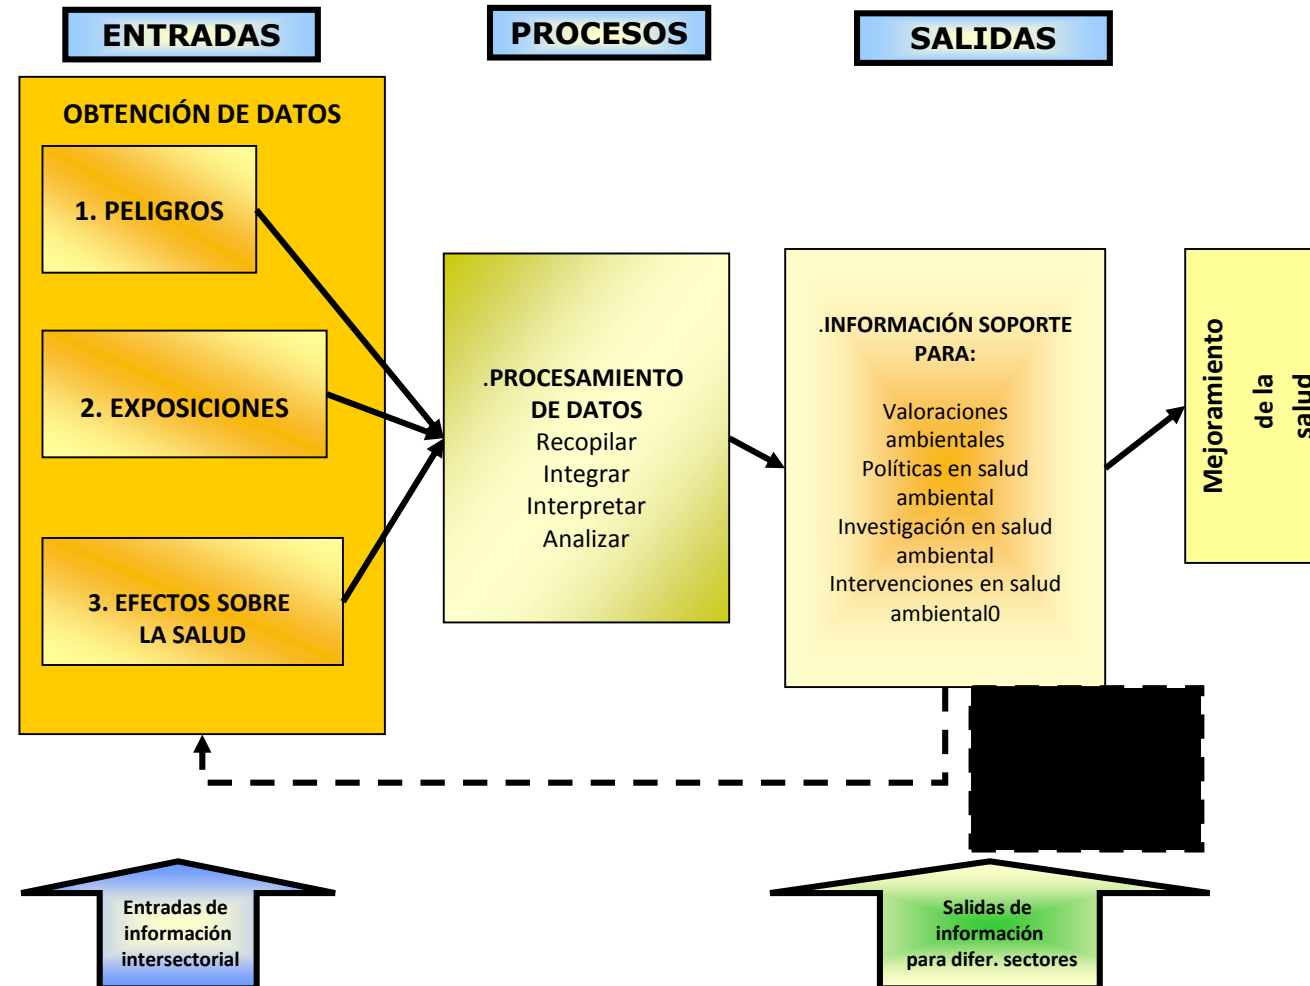 ENTRADAS
PROCESOS
SALIDAS
OBTENCIÓN DE DATOS
1. PELIGROS
2. EXPOSICIONES
3. EFECTOS SOBRE
LA SALUD
.PROCESAMIENTO
DE DATOS
Recopilar
Integrar
Interpretar
Analizar
.INFORMACIÓN SOPORTE
PARA:
Valoraciones
ambientales
Políticas en salud
ambiental
Investigación en salud
ambiental
Intervenciones en salud
ambiental0
Mejoramiento
de la
salud
Entradas de
información
intersectorial
Salidas de
información
para difer. sectores